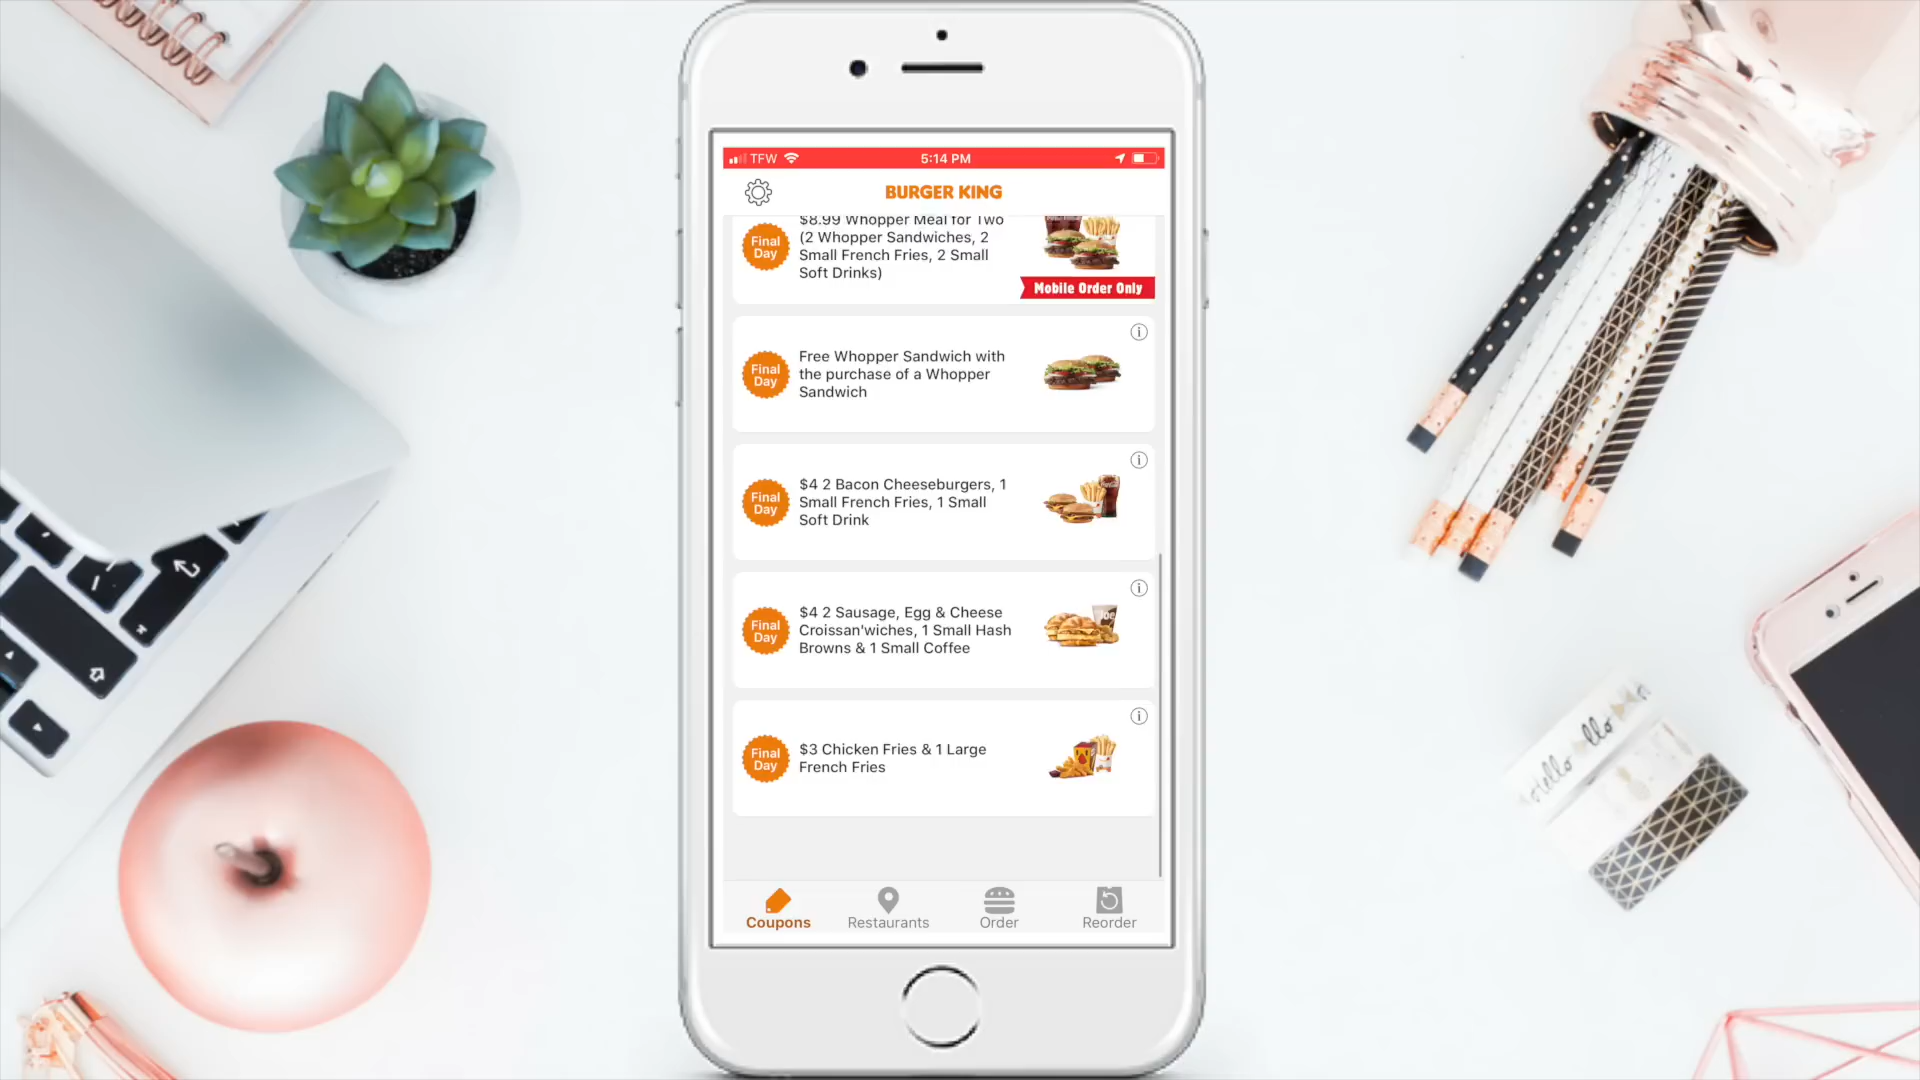 TFW
5:14 PM
BURGER KING
$8.99 Whopper Meal for Two
(2 Whopper Sandwiches, 2
Small French Fries, 2 Small
Soft Drinks)
Final
Day
Mobile Order Only
Free Whopper Sandwich with
the purchase of a Whopper
Sandwich
Final
Day
$4 2 Bacon Cheeseburgers, 1
Small French Fries, 1 Small
Soft Drink
Final
Day
$4 2 Sausage, Egg & Cheese
Croissan'wiches, 1 Small Hash
Browns & 1 Small Coffee
Final
Day
Joe
$3 Chicken Fries & 1 Large
French Fries
Final
Day
Coupons
Restaurants
Order
Reorder
Hello